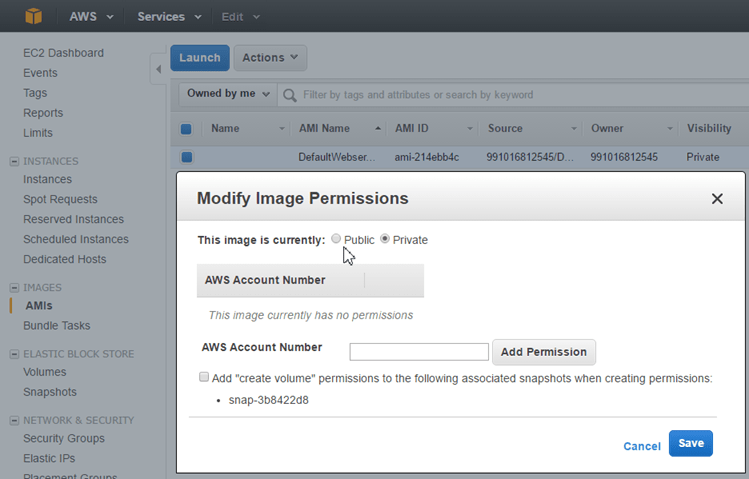 AWS Services Edit
EC2 Dashboard
Events
Tags
Reports
Limits
INSTANCES
Instances
Spot Requests
Reserved Instances
Scheduled Instances
Dedicated Hosts
IMAGES
AMIs
Bundle Tasks
ELASTIC BLOCK STORE
Volumes
Snapshots
NETWORK & SECURITY
Security Groups
Elastic IPs
Placement Groups
Launch Actions
Owned by me Filter by tags and attributes or search by keyword
Name AMI Name AMI ID Source Owner Visibility
DefaultWebser... ami-214ebb4c 991016812545/D... 991016812545 Private
Modify Image Permissions
This image is currently: Public Private
AWS Account Number
This image currently has no permissions
AWS Account Number Add Permission
Add "create volume" permissions to the following associated snapshots when creating permissions:
• snap-3b8422d8
Cancel Save